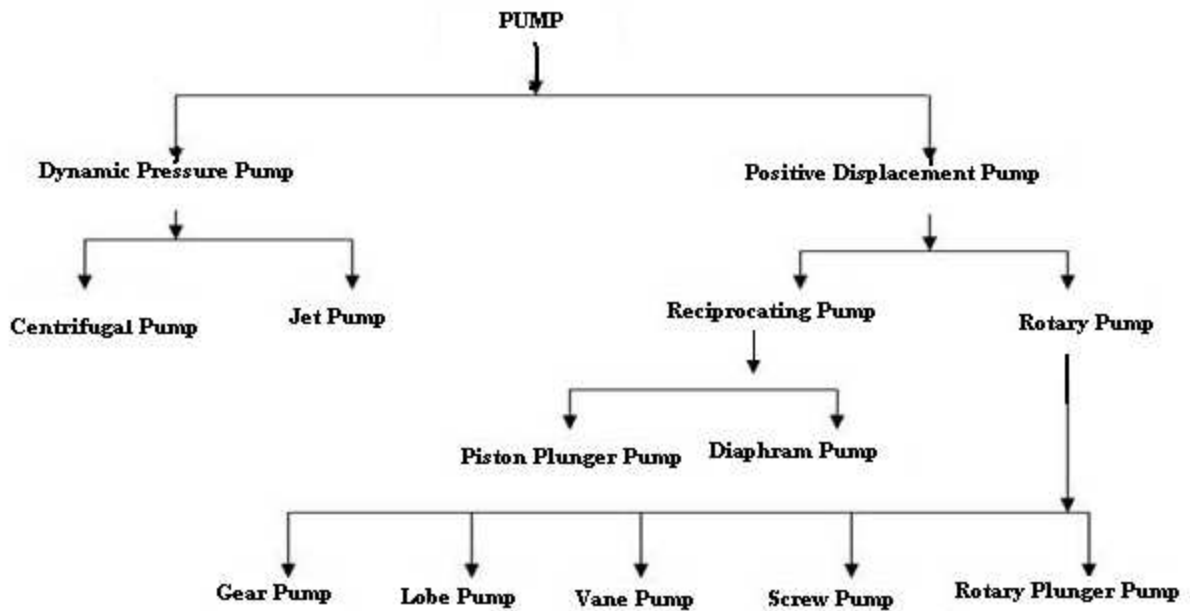 PUMP
Dynamic Pressure Pump
Positive Displacement Pump
Centrifugal Pump
Jet Pump
Reciprocating Pump
Rotary Pump
Piston Plunger Pump
Diaphram Pump
Gear Pump
Lobe Pump
Vane Pump
Screw Pump
Rotary Plunger Pump